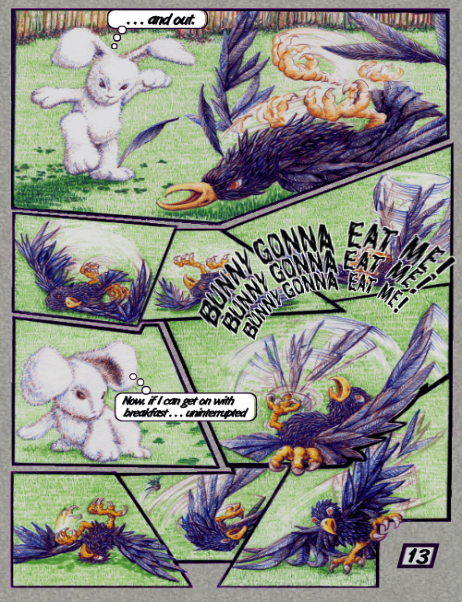 . . . and out.
BUNNY GONNA EAT ME!
BUNNY GONNA EAT ME!
BUNNY GONNA EAT ME!
Now, if I can get on with
breakfast . . . uninterrupted
13